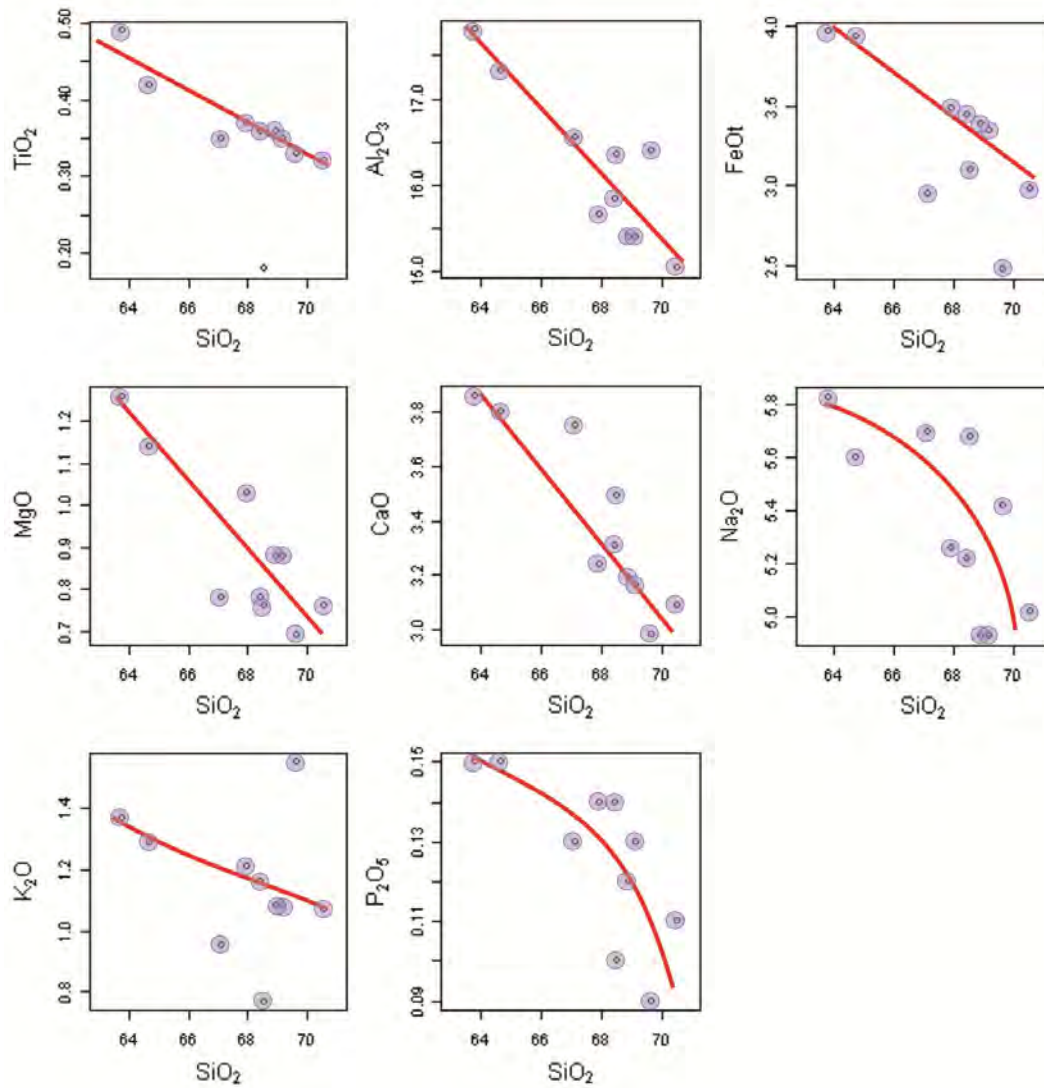 TiO₂
0.20 0.30 0.40 0.50
64 66 68 70
SiO₂
Al₂O₃
15.0 16.0 17.0
64 66 68 70
SiO₂
FeOt
2.5 3.0 3.5 4.0
64 66 68 70
SiO₂
MgO
0.7 0.8 0.9 1.0 1.1 1.2
64 66 68 70
SiO₂
CaO
3.0 3.2 3.4 3.6 3.8
64 66 68 70
SiO₂
Na₂O
5.0 5.2 5.4 5.6 5.8
64 66 68 70
SiO₂
K₂O
0.8 1.0 1.2 1.4
64 66 68 70
SiO₂
P₂O₅
0.09 0.11 0.13 0.15
64 66 68 70
SiO₂